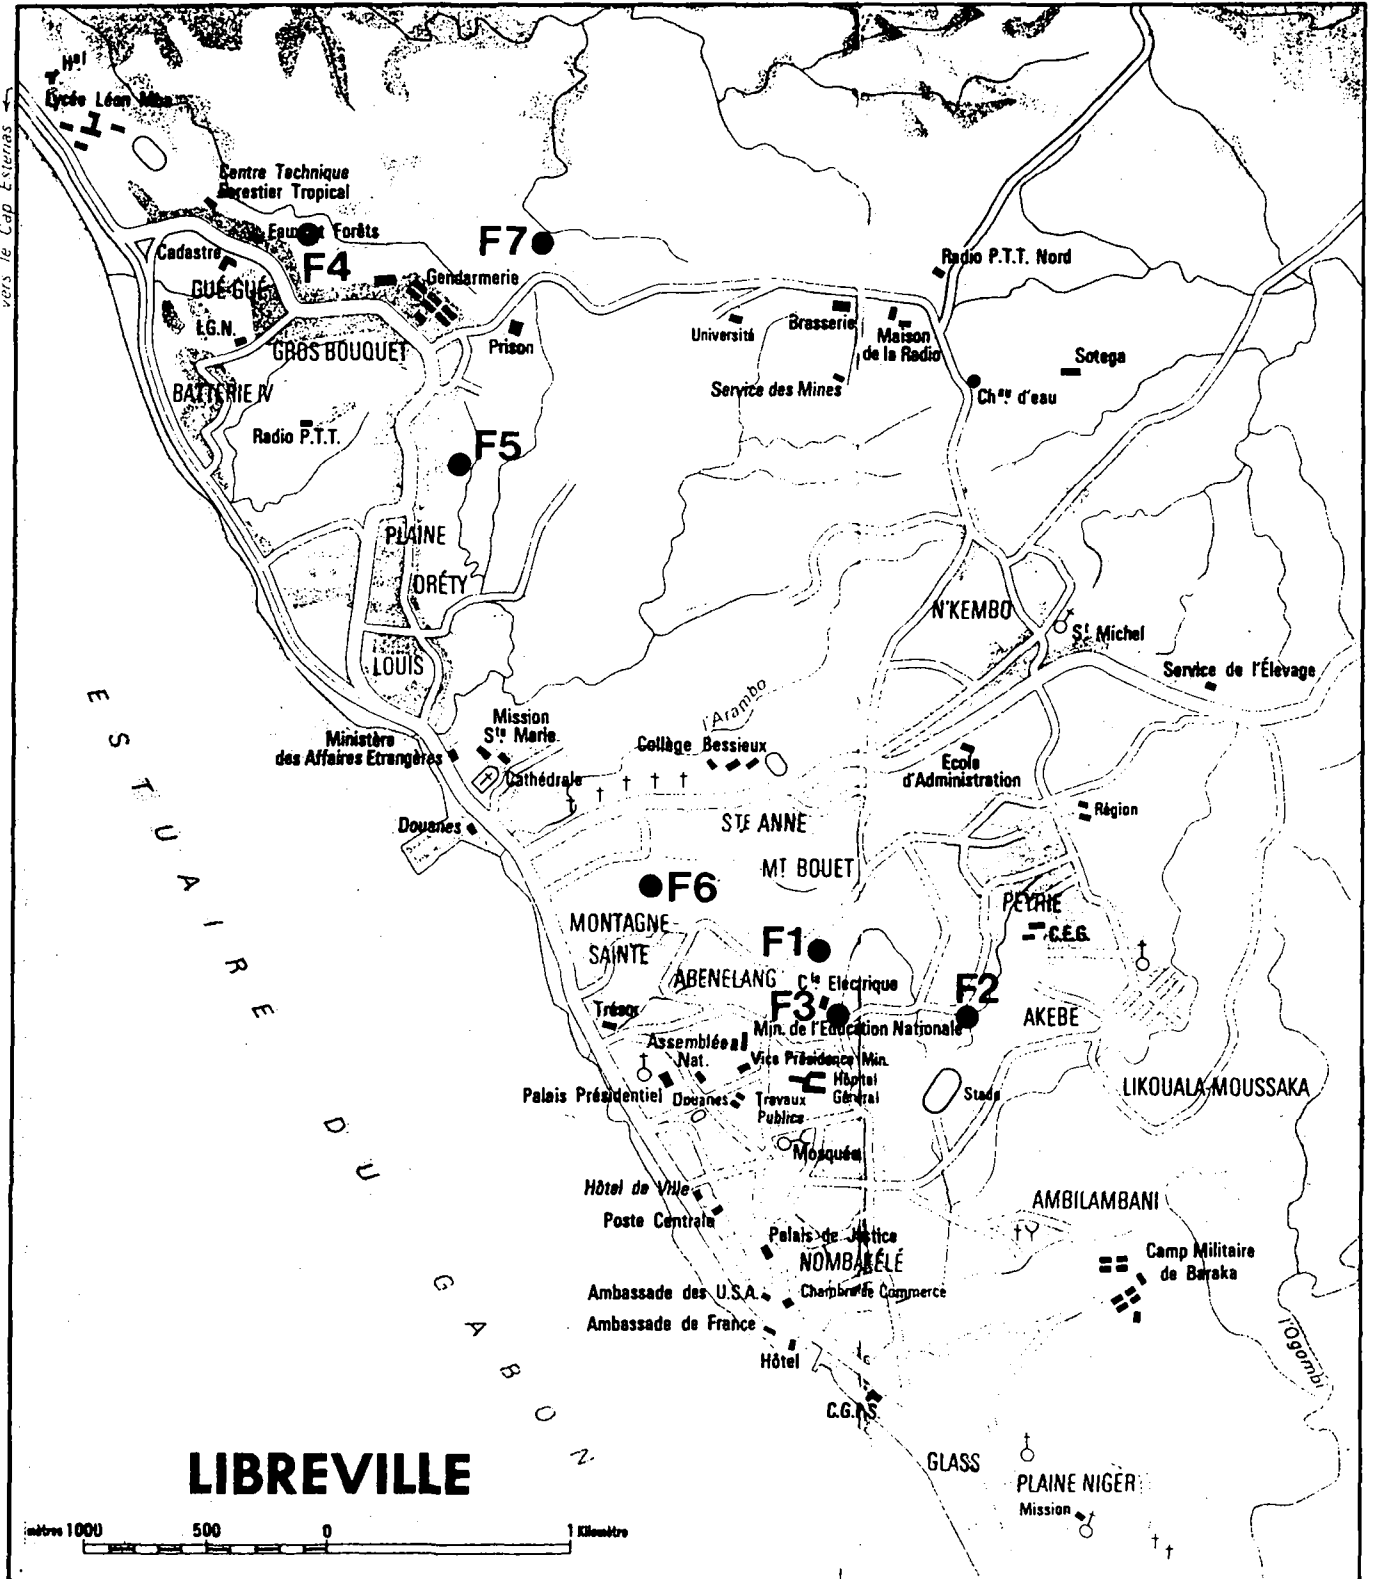 Hal
Lycée Léon Mba
vers le Cap Estérias
Centre Technique
Forestier Tropical
Eaux et Forêts
F7
Cadastre
F4
Gendarmerie
GUÉ-GUÉ
Radio P.T.T. Nord
I.G.N.
Prison
Université
Brasserie
Maison
de la Radio
GROS BOUQUET
Sotega
BATTERIE IV
Service des Mines
Chau. d'eau
Radio P.T.T.
F5
PLAINE
ORÉTY
N'KEMBO
St Michel
LOUIS
Service de l'Élevage
l'Arambo
Mission
Ste Marie
Ministère
des Affaires Etrangères
Collège Bessieux
Cathédrale
Ecole
d'Administration
Région
Douanes
STE ANNE
MT BOUET
F6
PEYRIE
C.E.G.
MONTAGNE
SAINTE
F1
ABENELANG
Cle Electrique
F3
F2
Trésor
Min. de l'Education Nationale
AKEBE
Assemblée
Nat.
Vice Présidence Min.
Hôpital
Général
Palais Présidentiel
Douanes
Travaux
Publics
Stade
LIKOUALA-MOUSSAKA
Mosquée
Hôtel de Ville
AMBILAMBANI
Poste Centrale
Palais de Justice
NOMBAKÉLÉ
Camp Militaire
de Baraka
Ambassade des U.S.A.
Chambre de Commerce
Ambassade de France
Hôtel
l'Ogombi
C.G.P.S.
ESTUAIRE DU GABON
GLASS
PLAINE NIGER
Mission
LIBREVILLE
mètres 1000 500 0 1 Kilomètre